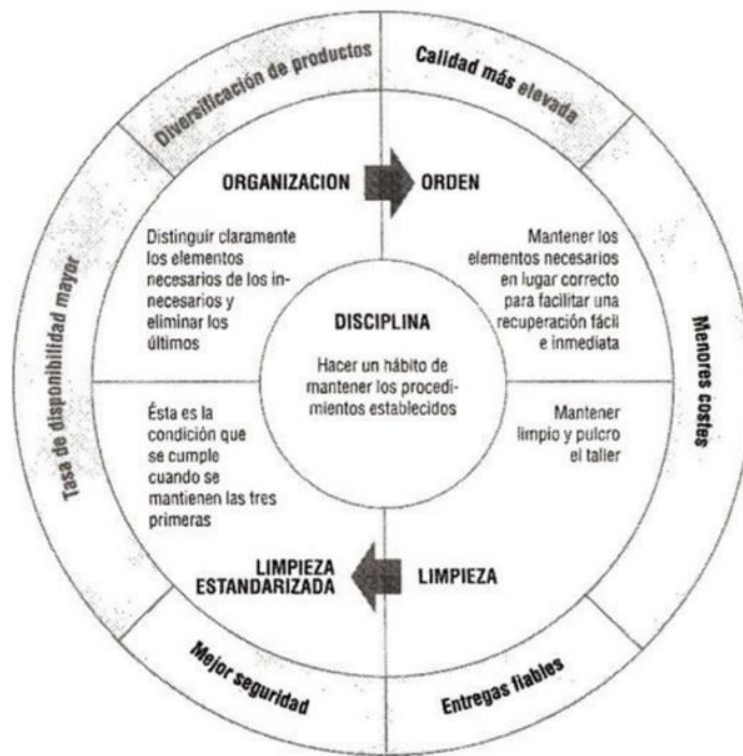 Diversificación de productos
Calidad más elevada
Menores costes
Entregas fiables
Mejor seguridad
Tasa de disponibilidad mayor
ORGANIZACION
Distinguir claramente
los elementos
necesarios de los in-
necesarios y
eliminar los
últimos
ORDEN
Mantener los
elementos necesarios
en lugar correcto
para facilitar una
recuperación fácil
e inmediata
DISCIPLINA
Hacer un hábito de
mantener los procedi-
mientos establecidos
Ésta es la
condición que
se cumple
cuando se
mantienen las tres
primeras
LIMPIEZA
ESTANDARIZADA
Mantener
limpio y pulcro
el taller
LIMPIEZA